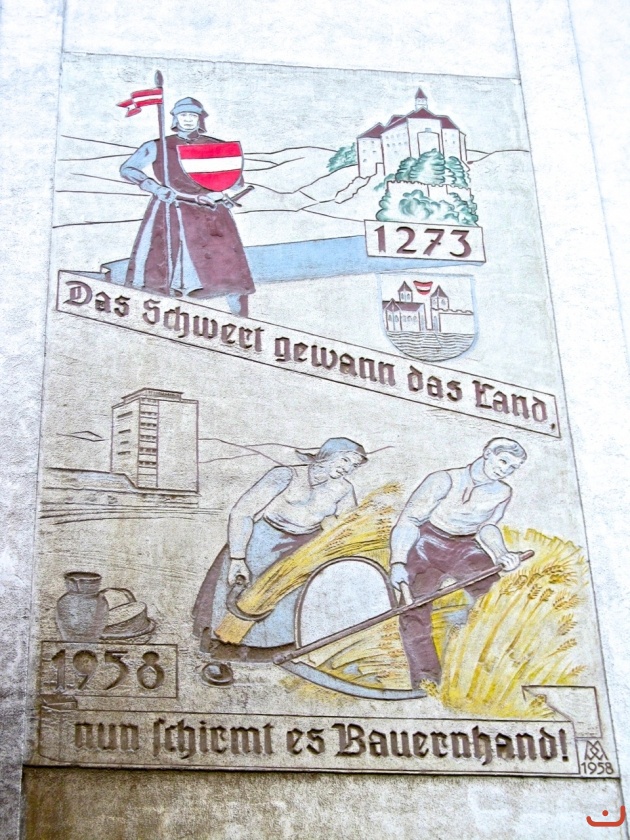 1273
Das Schwert gewann das Land,
1958
nun schirmt es Bauernhand!
1958